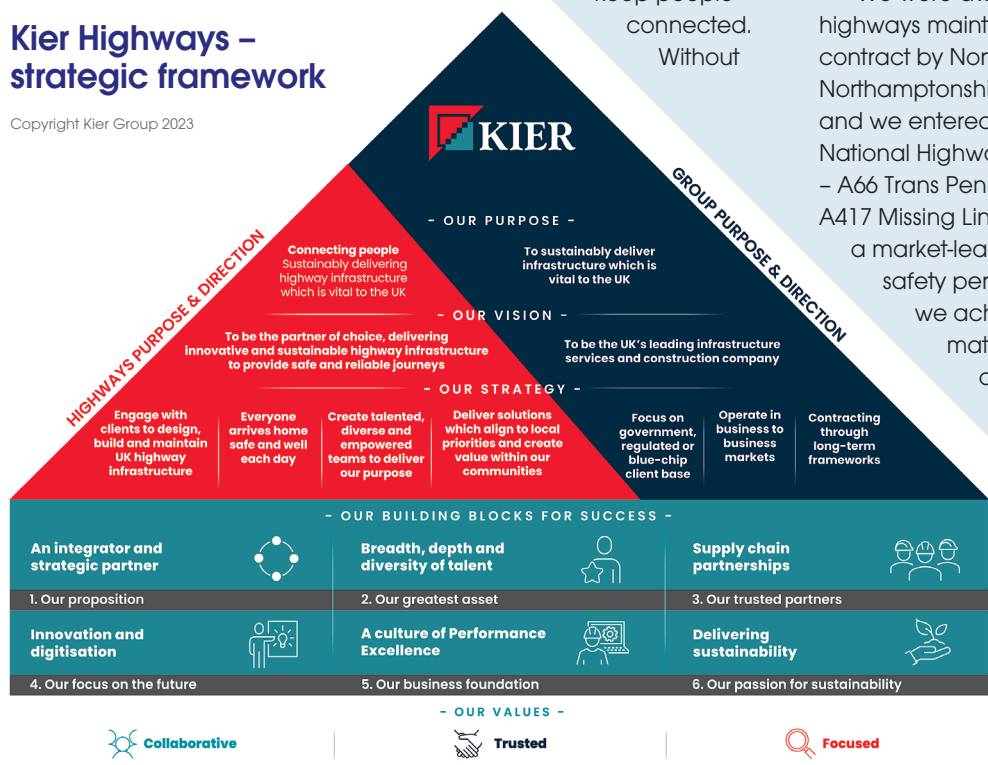 Kier Highways –
strategic framework
Copyright Kier Group 2023
connected.
Without
highways maint
contract by Nor
Northamptonshi
and we entered
National Highwa
– A66 Trans Pen
A417 Missing Lin
a market-lea
safety per
we ach
mat
KIER
HIGHWAYS PURPOSE & DIRECTION
GROUP PURPOSE & DIRECTION
- OUR PURPOSE -
Connecting people
Sustainably delivering
highway infrastructure
which is vital to the UK
To sustainably deliver
infrastructure which is
vital to the UK
- OUR VISION -
To be the partner of choice, delivering
innovative and sustainable highway infrastructure
to provide safe and reliable journeys
To be the UK's leading infrastructure
services and construction company
- OUR STRATEGY -
Engage with
clients to design,
build and maintain
UK highway
infrastructure
Everyone
arrives home
safe and well
each day
Create talented,
diverse and
empowered
teams to deliver
our purpose
Deliver solutions
which align to local
priorities and create
value within our
communities
Focus on
government,
regulated or
blue-chip
client base
Operate in
business to
business
markets
Contracting
through
long-term
frameworks
- OUR BUILDING BLOCKS FOR SUCCESS -
An integrator and
strategic partner
1. Our proposition
Breadth, depth and
diversity of talent
2. Our greatest asset
Supply chain
partnerships
3. Our trusted partners
Innovation and
digitisation
4. Our focus on the future
A culture of Performance
Excellence
5. Our business foundation
Delivering
sustainability
6. Our passion for sustainability
- OUR VALUES -
Collaborative
Trusted
Focused